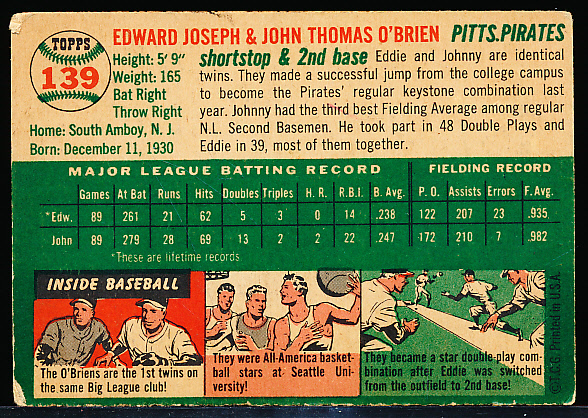 TOPPS
139
EDWARD JOSEPH & JOHN THOMAS O'BRIEN
PITTS.PIRATES
shortstop & 2nd base
Height: 5' 9"
Weight: 165
Bat Right
Throw Right
Home: South Amboy, N. J.
Born: December 11, 1930
Eddie and Johnny are identical
twins. They made a successful jump from the college campus
to become the Pirates' regular keystone combination last
year. Johnny had the third best Fielding Average among regular
N.L. Second Basemen. He took part in 48 Double Plays and
Eddie in 39, most of them together.
MAJOR LEAGUE BATTING RECORD
FIELDING RECORD
Games At Bat Runs Hits Doubles Triples H. R. R.B.I. B. Avg. P. O. Assists Errors F. Avg.
*Edw. 89 261 21 62 5 3 0 14 .238 122 207 23 .935
John 89 279 28 69 13 2 2 22 .247 172 210 7 .982
*These are lifetime records.
INSIDE BASEBALL
The O'Briens are the 1st twins on
the same Big League club!
They were All-America basket-
ball stars at Seattle Uni-
versity!
They became a star double-play com-
bination after Eddie was switched
from the outfield to 2nd base!
©T.C.G. Printed in U.S.A.